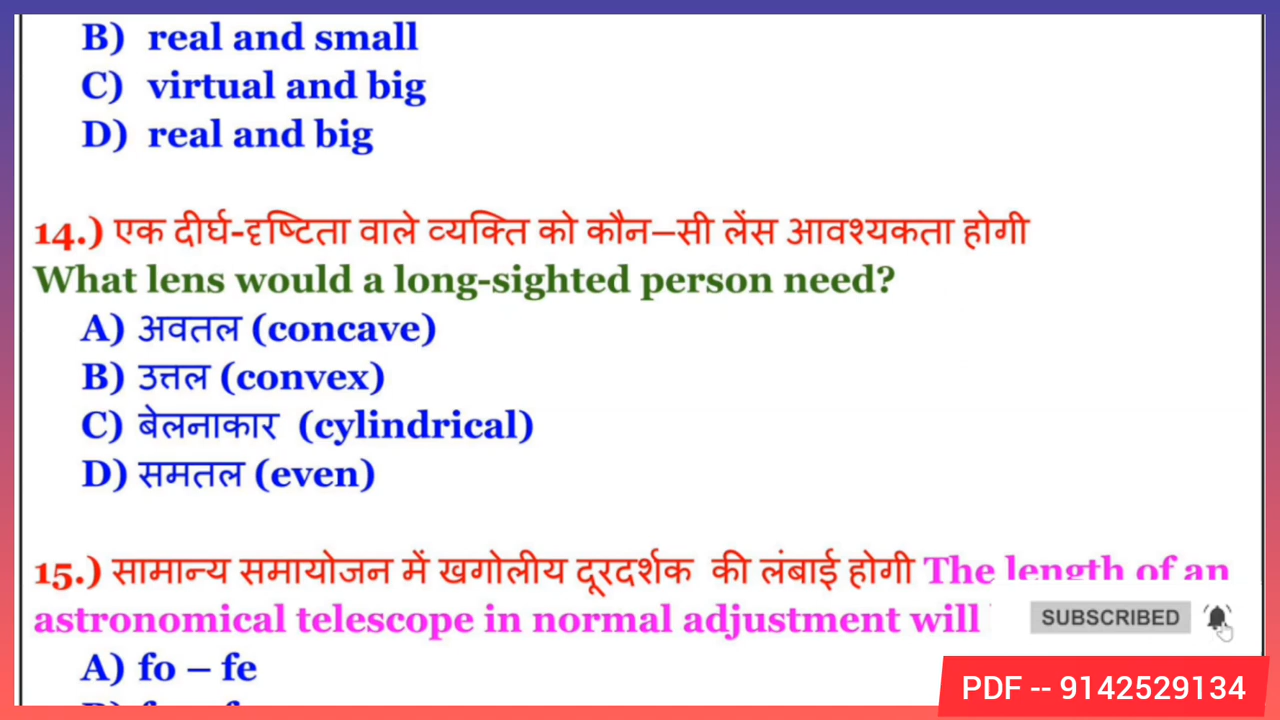 B) real and small
C) virtual and big
D) real and big
14.) एक दीर्घ-दृष्टिता वाले व्यक्ति को कौन–सी लेंस आवश्यकता होगी
What lens would a long-sighted person need?
A) अवतल (concave)
B) उत्तल (convex)
C) बेलनाकार (cylindrical)
D) समतल (even)
15.) सामान्य समायोजन में खगोलीय दूरदर्शक की लंबाई होगी The length of an
astronomical telescope in normal adjustment will
SUBSCRIBED
A) fo – fe
PDF -- 9142529134